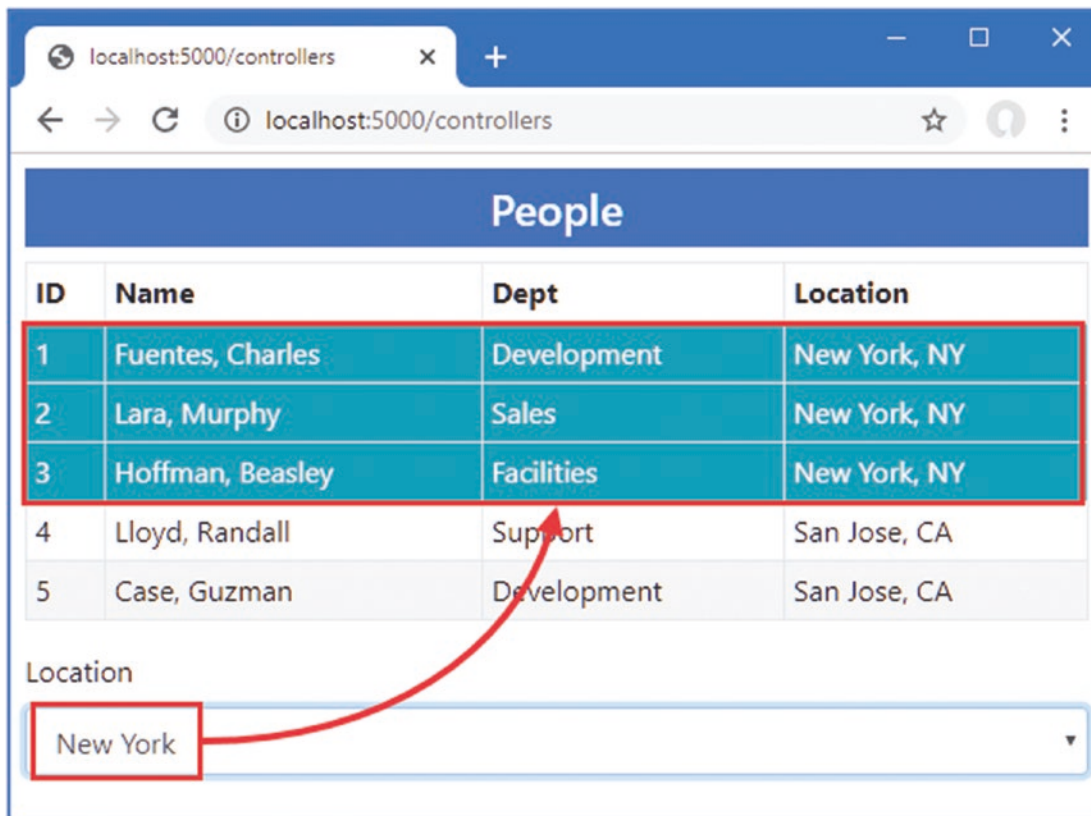 localhost:5000/controllers
localhost:5000/controllers
People
ID Name Dept Location
1 Fuentes, Charles Development New York, NY
2 Lara, Murphy Sales New York, NY
3 Hoffman, Beasley Facilities New York, NY
4 Lloyd, Randall Support San Jose, CA
5 Case, Guzman Development San Jose, CA
Location
New York